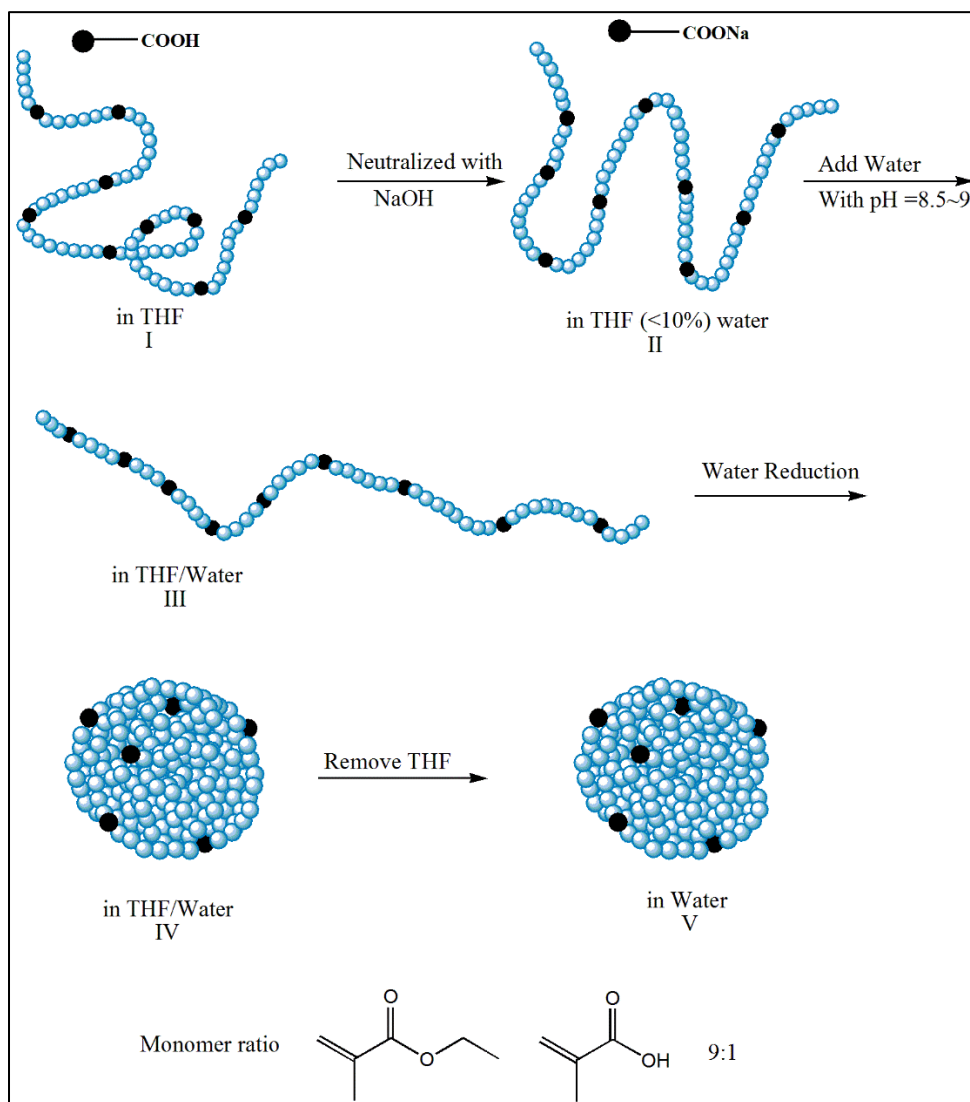 COOH
COONa
Neutralized with
NaOH
Add Water
With pH =8.5~9
in THF
I
in THF (<10%) water
II
Water Reduction
in THF/Water
III
Remove THF
in THF/Water
IV
in Water
V
Monomer ratio
O
O
O
OH
9:1